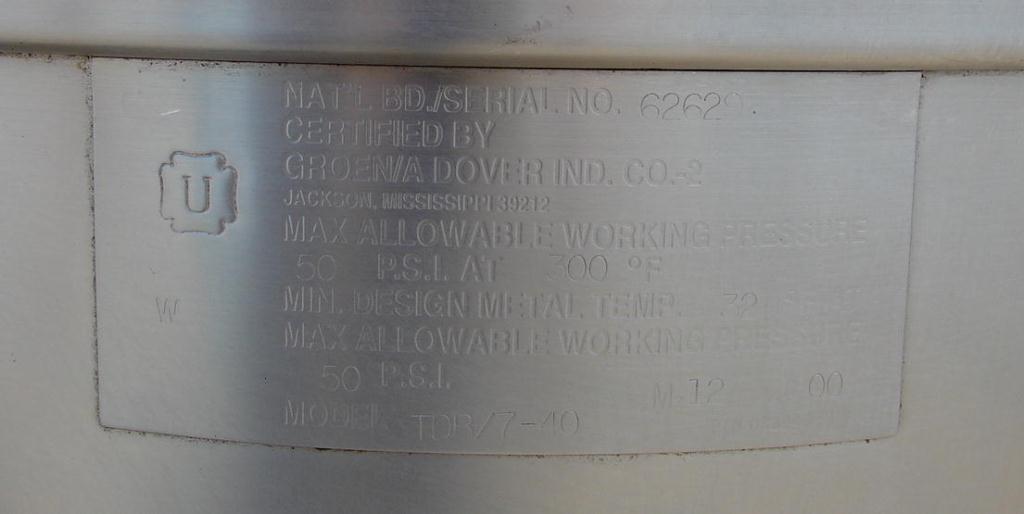 NAT'L BD./SERIAL NO. 62629
CERTIFIED BY
GROEN/A DOVER IND. CO.-2
JACKSON, MISSISSIPPI 39212
U
MAX ALLOWABLE WORKING PRESSURE
50 P.S.I. AT 300 °F
W
MIN. DESIGN METAL TEMP. 32
MAX ALLOWABLE WORKING PRESSURE
50 P.S.I.
M-12 00
MODEL TDB/7-40